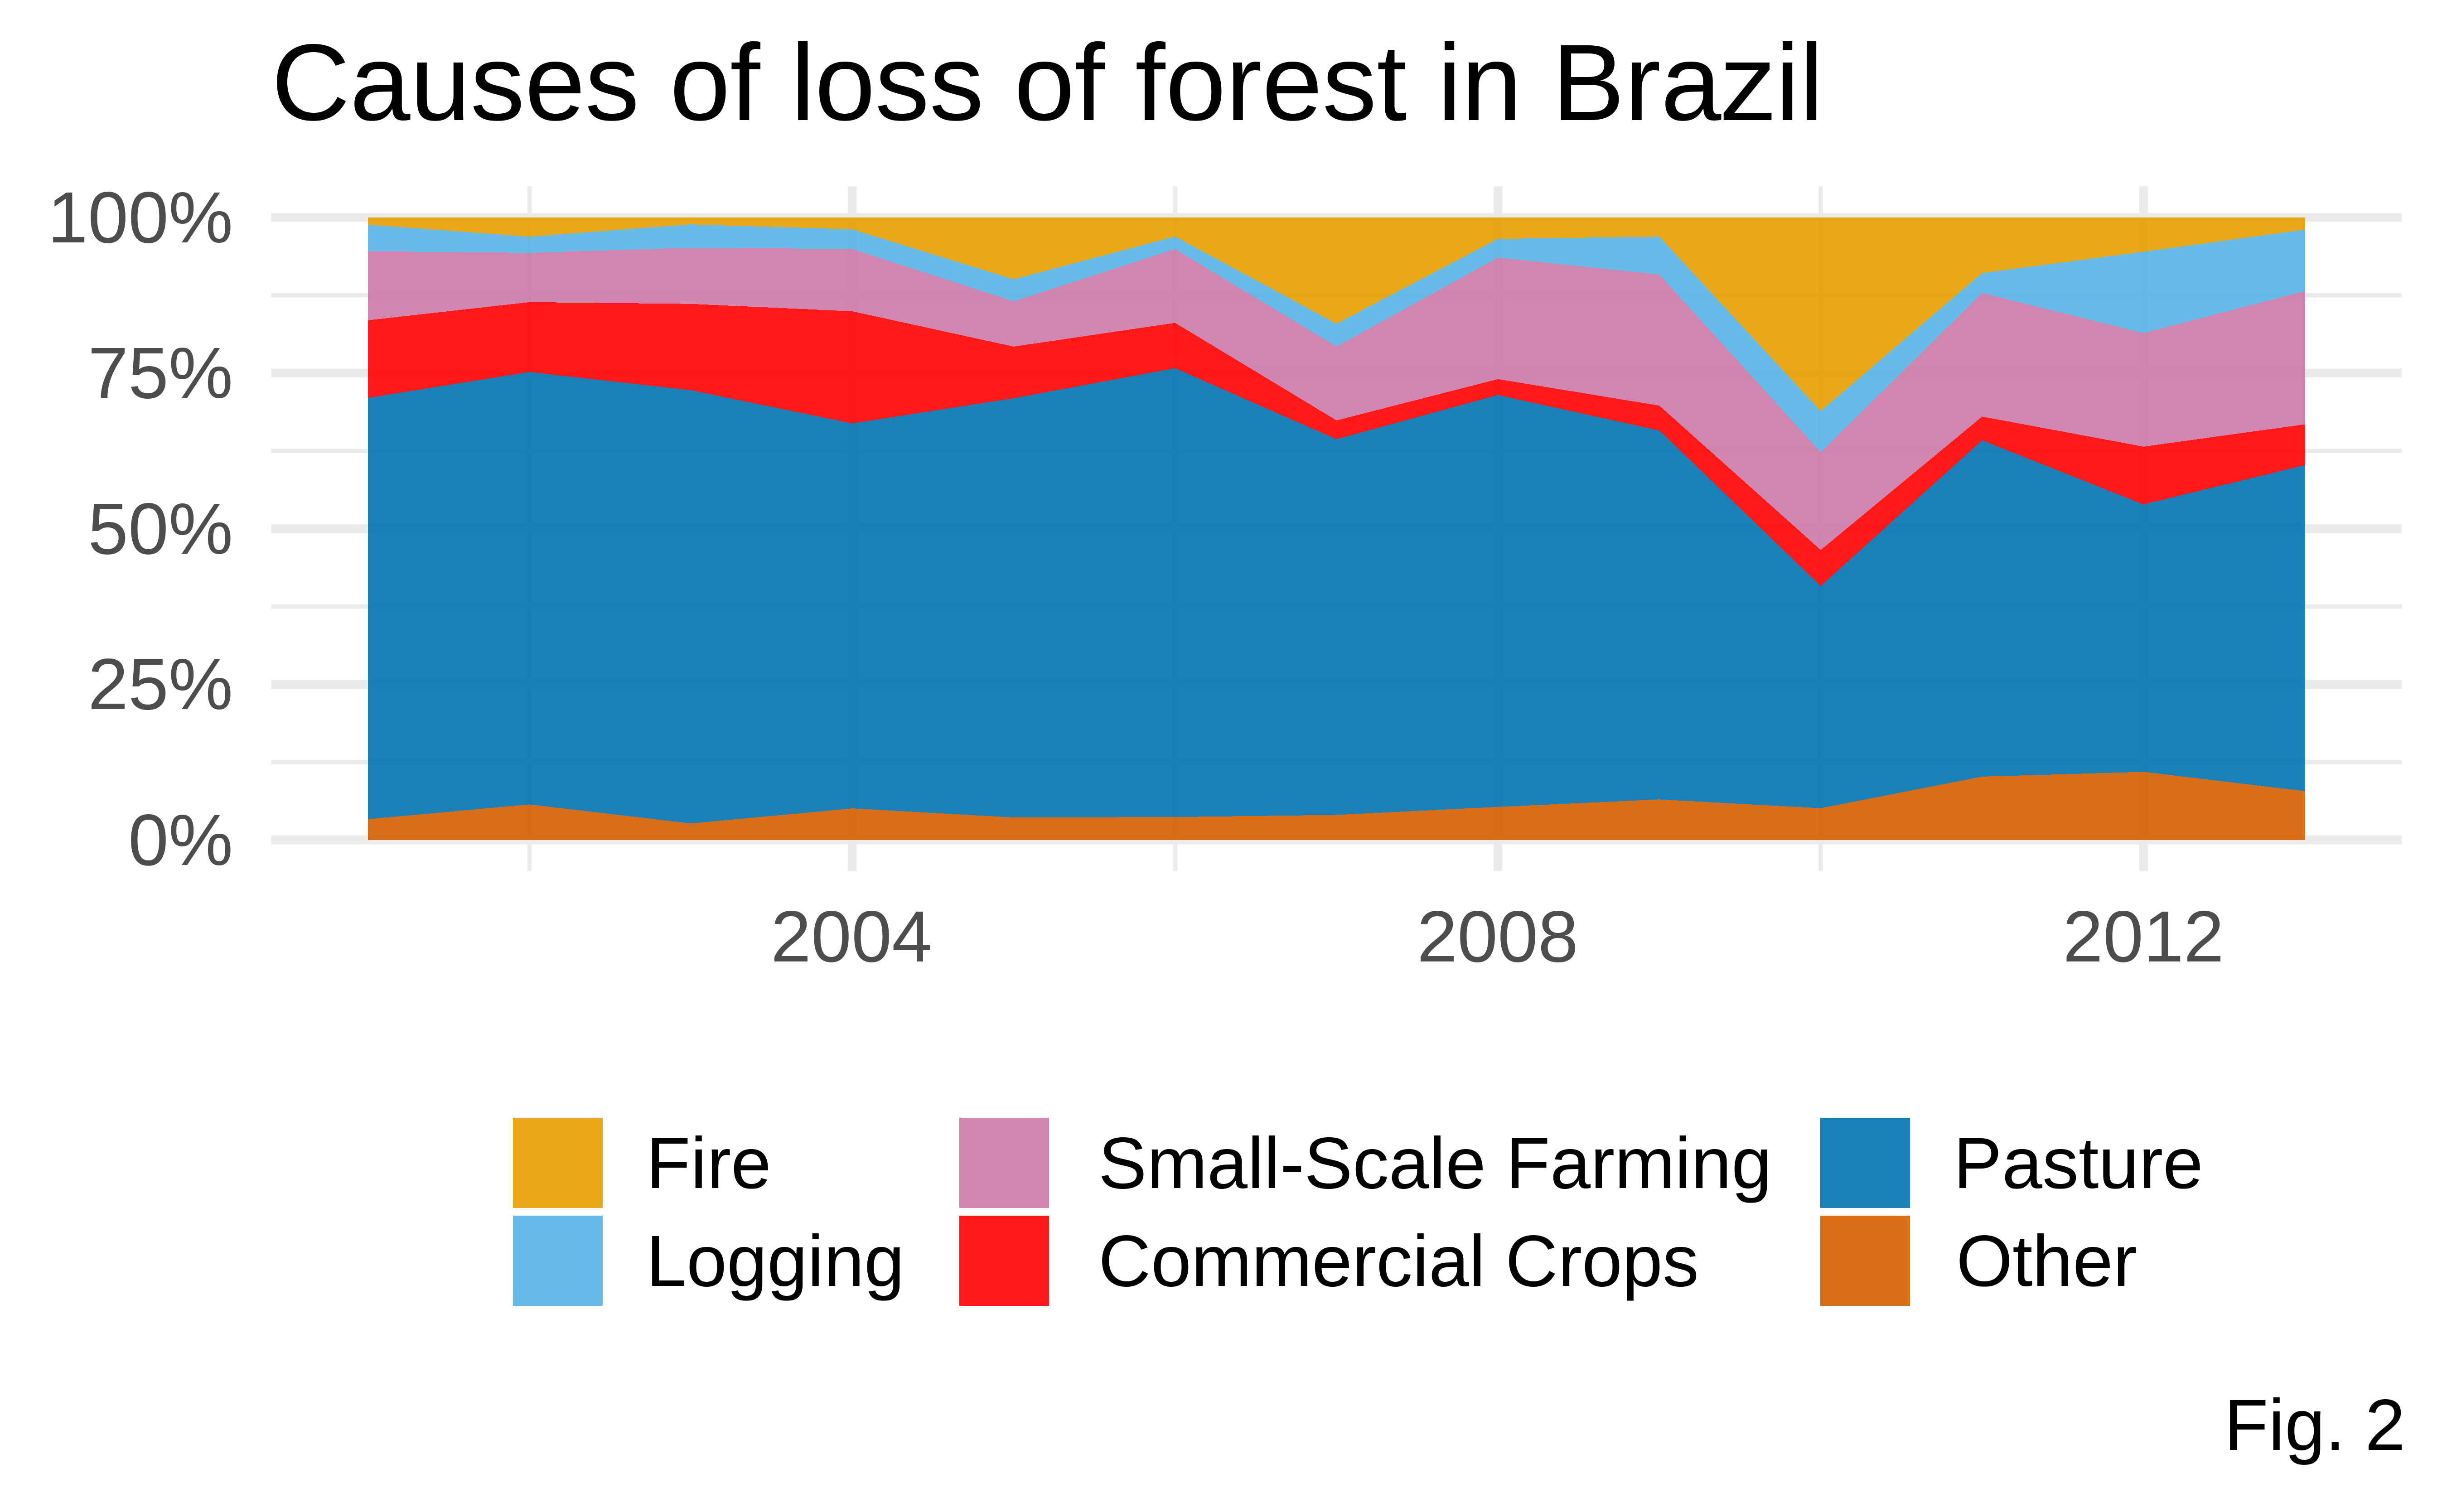 Causes of loss of forest in Brazil
100%
75%
50%
25%
0%
2004 2008 2012
Fire Small-Scale Farming Pasture
Logging Commercial Crops Other
Fig. 2